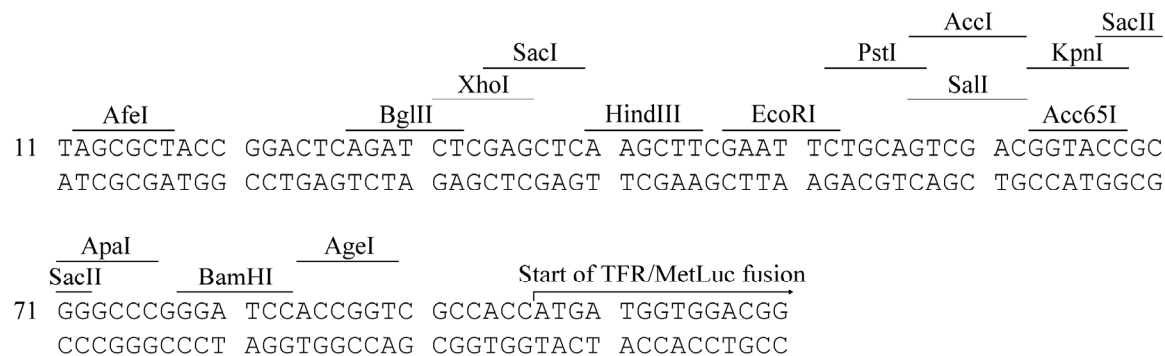 AccI SacII
SacI PstI KpnI
XhoI SalI
AfeI BglII HindIII EcoRI Acc65I
11 TAGCGCTACC GGACTCAGAT CTCGAGCTCA AGCTTCGAAT TCTGCAGTCG ACGGTACCGC
ATCGCGATGG CCTGAGTCTA GAGCTCGAGT TCGAAGCTTA AGACGTCAGC TGCCATGGCG
ApaI AgeI
SacII BamHI Start of TFR/MetLuc fusion
71 GGGCCCGGGA TCCACCGGTC GCCACCATGA TGGTGGACGG
CCCGGGCCCT AGGTGGCCAG CGGTGGTACT ACCACCTGCC